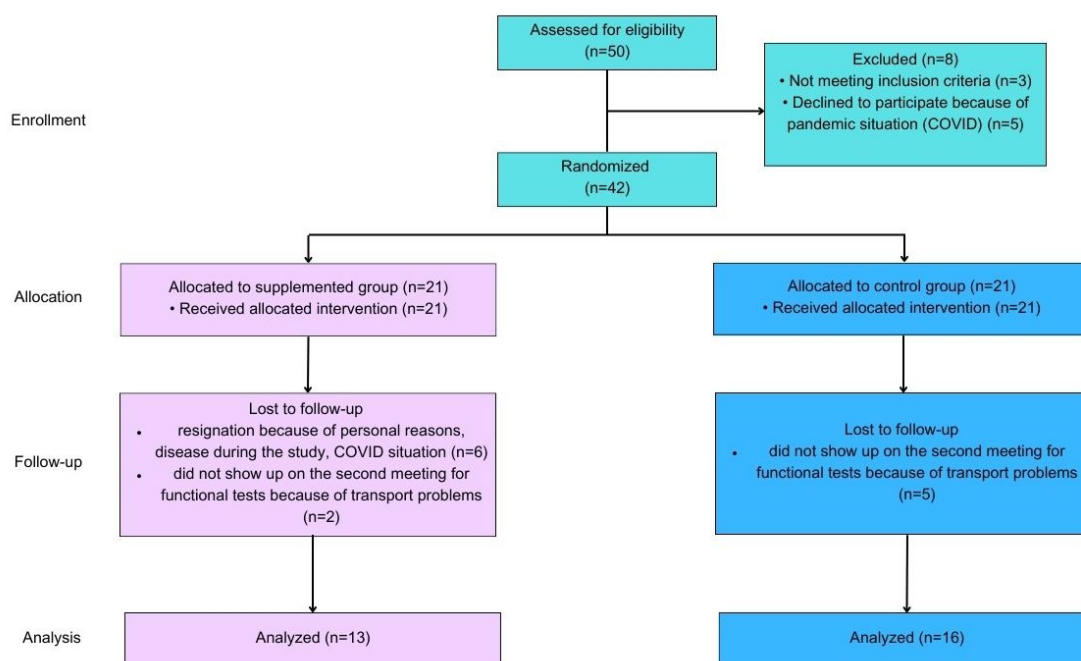 Assessed for eligibility
(n=50)
Excluded (n=8)
• Not meeting inclusion criteria (n=3)
• Declined to participate because of
pandemic situation (COVID) (n=5)
Enrollment
Randomized
(n=42)
Allocation
Allocated to supplemented group (n=21)
• Received allocated intervention (n=21)
Allocated to control group (n=21)
• Received allocated intervention (n=21)
Follow-up
Lost to follow-up
• resignation because of personal reasons,
disease during the study, COVID situation (n=6)
• did not show up on the second meeting for
functional tests because of transport problems
(n=2)
Lost to follow-up
• did not show up on the second meeting for
functional tests because of transport problems
(n=5)
Analysis
Analyzed (n=13)
Analyzed (n=16)